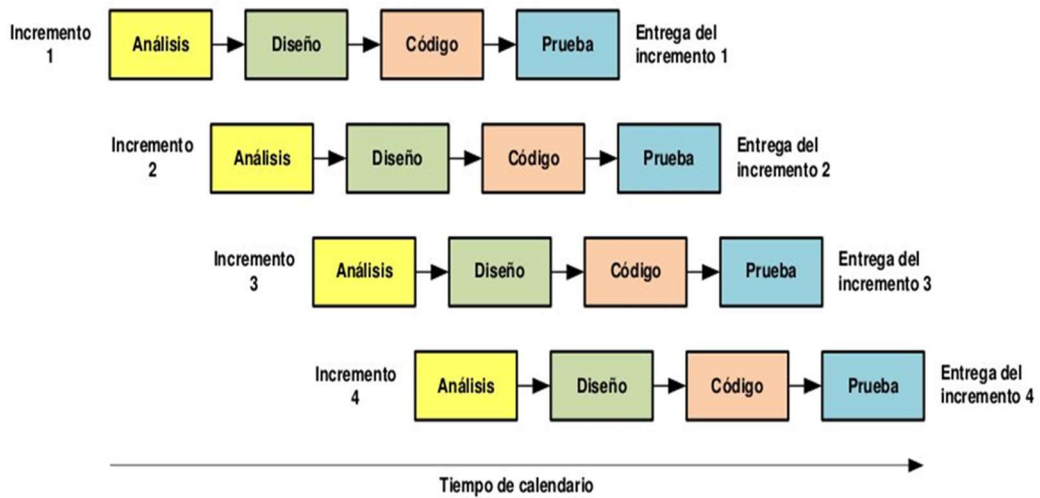 Incremento
1
Análisis
Diseño
Código
Prueba
Entrega del
incremento 1
Incremento
2
Análisis
Diseño
Código
Prueba
Entrega del
incremento 2
Incremento
3
Análisis
Diseño
Código
Prueba
Entrega del
incremento 3
Incremento
4
Análisis
Diseño
Código
Prueba
Entrega del
incremento 4
Tiempo de calendario